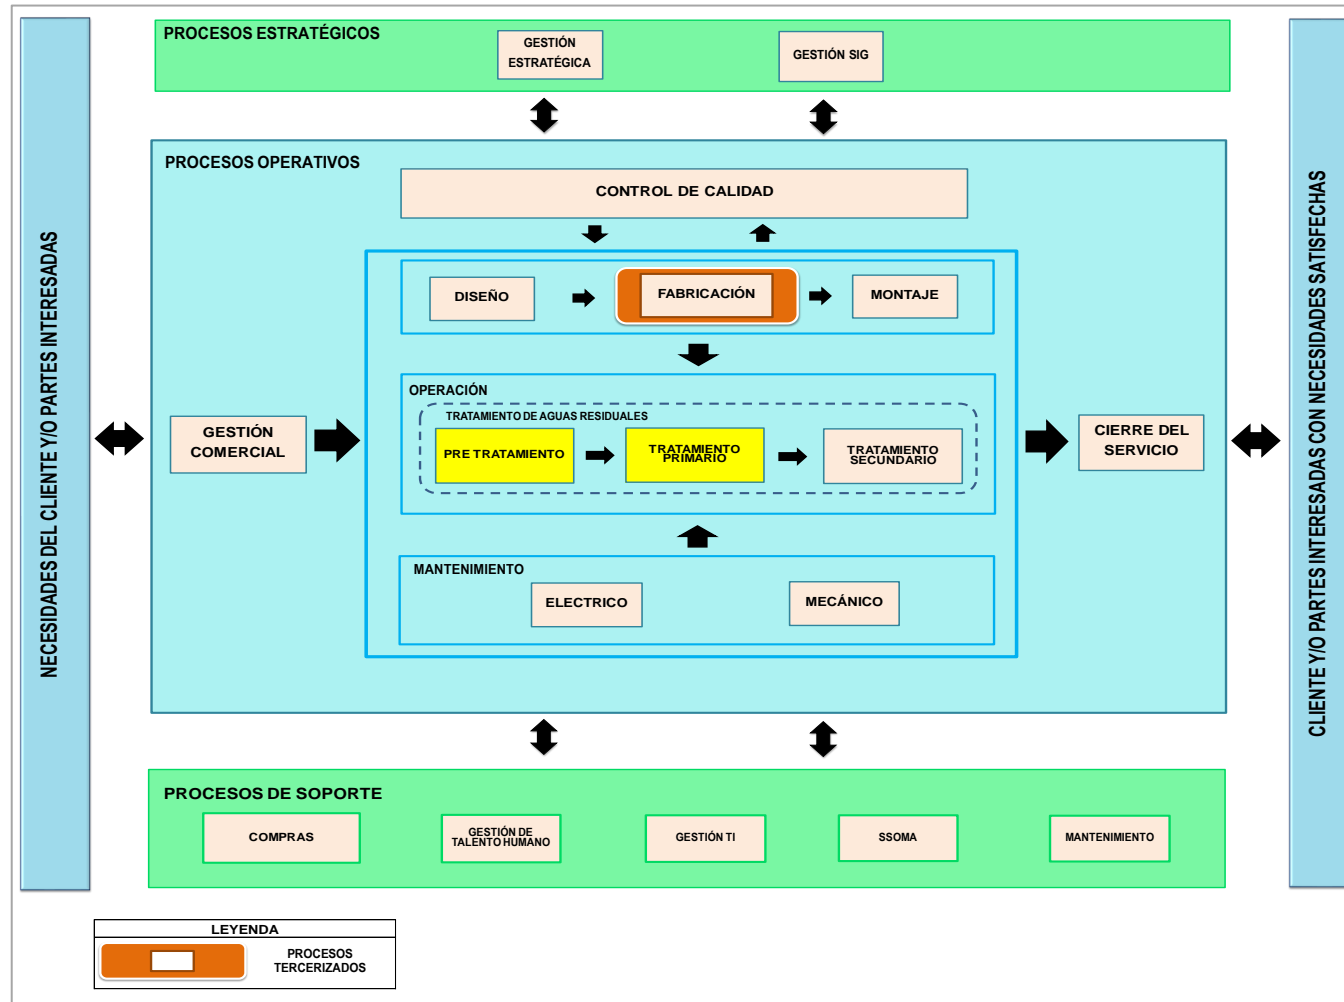 PROCESOS ESTRATÉGICOS
GESTIÓN
ESTRATÉGICA
GESTIÓN SIG
NECESIDADES DEL CLIENTE Y/O PARTES INTERESADAS
PROCESOS OPERATIVOS
CONTROL DE CALIDAD
DISEÑO
FABRICACIÓN
MONTAJE
OPERACIÓN
TRATAMIENTO DE AGUAS RESIDUALES
PRE TRATAMIENTO
TRATAMIENTO
PRIMARIO
TRATAMIENTO
SECUNDARIO
GESTIÓN
COMERCIAL
CIERRE DEL
SERVICIO
MANTENIMIENTO
ELECTRICO
MECÁNICO
CLIENTE Y/O PARTES INTERESADAS CON NECESIDADES SATISFECHAS
PROCESOS DE SOPORTE
COMPRAS
GESTIÓN DE
TALENTO HUMANO
GESTIÓN TI
SSOMA
MANTENIMIENTO
LEYENDA
PROCESOS
TERCERIZADOS